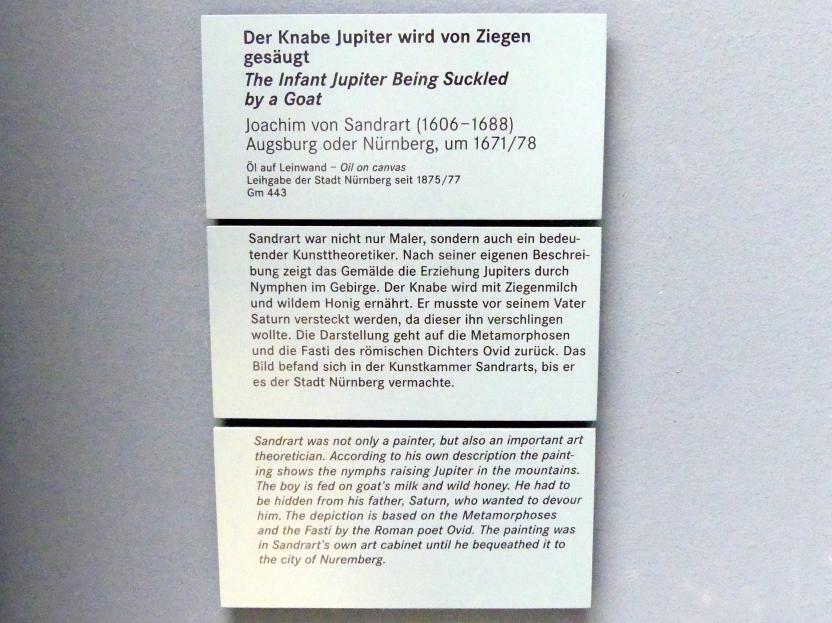 Der Knabe Jupiter wird von Ziegen
gesäugt
The Infant Jupiter Being Suckled
by a Goat
Joachim von Sandrart (1606–1688)
Augsburg oder Nürnberg, um 1671/78
Öl auf Leinwand – Oil on canvas
Leihgabe der Stadt Nürnberg seit 1875/77
Gm 443
Sandrart war nicht nur Maler, sondern auch ein bedeu-
tender Kunsttheoretiker. Nach seiner eigenen Beschrei-
bung zeigt das Gemälde die Erziehung Jupiters durch
Nymphen im Gebirge. Der Knabe wird mit Ziegenmilch
und wildem Honig ernährt. Er musste vor seinem Vater
Saturn versteckt werden, da dieser ihn verschlingen
wollte. Die Darstellung geht auf die Metamorphosen
und die Fasti des römischen Dichters Ovid zurück. Das
Bild befand sich in der Kunstkammer Sandrarts, bis er
es der Stadt Nürnberg vermachte.
Sandrart was not only a painter, but also an important art
theoretician. According to his own description the paint-
ing shows the nymphs raising Jupiter in the mountains.
The boy is fed on goat's milk and wild honey. He had to
be hidden from his father, Saturn, who wanted to devour
him. The depiction is based on the Metamorphoses
and the Fasti by the Roman poet Ovid. The painting was
in Sandrart's own art cabinet until he bequeathed it to
the city of Nuremberg.